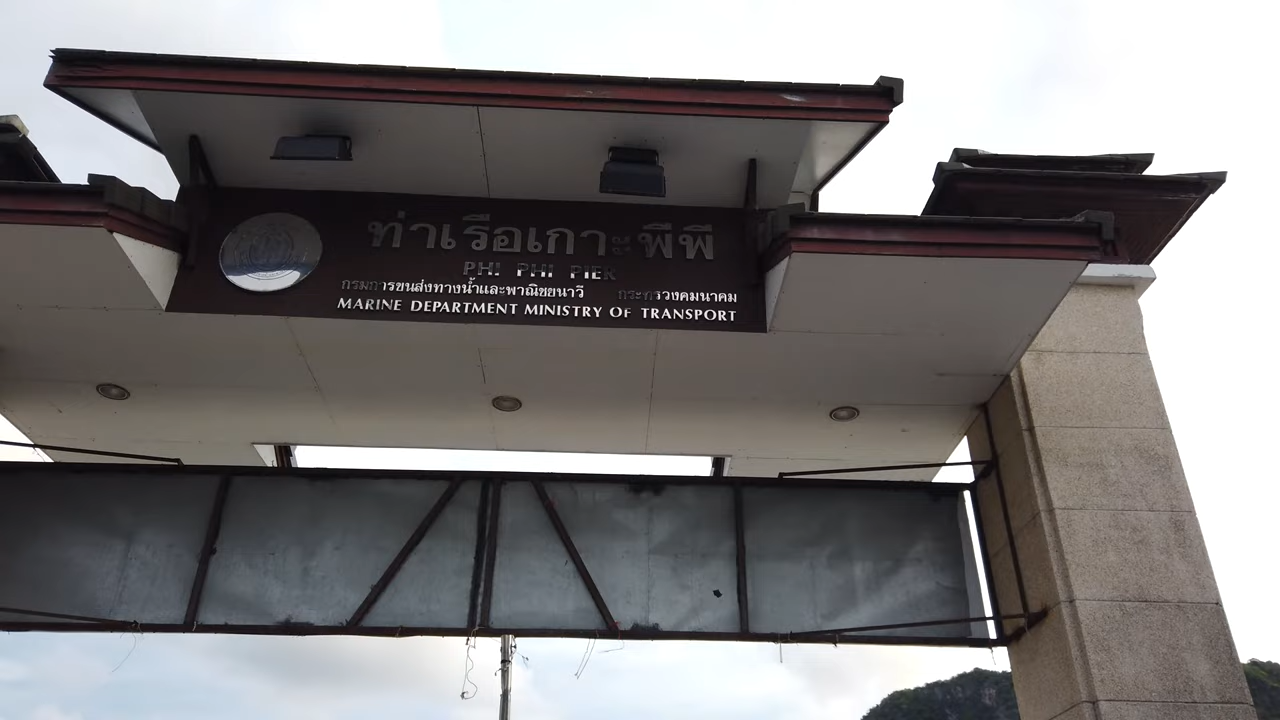 ท่าเรือเกาะพีพี
PHI PHI PIER
กรมการขนส่งทางน้ำและพาณิชยนาวี กระทรวงคมนาคม
MARINE DEPARTMENT MINISTRY OF TRANSPORT